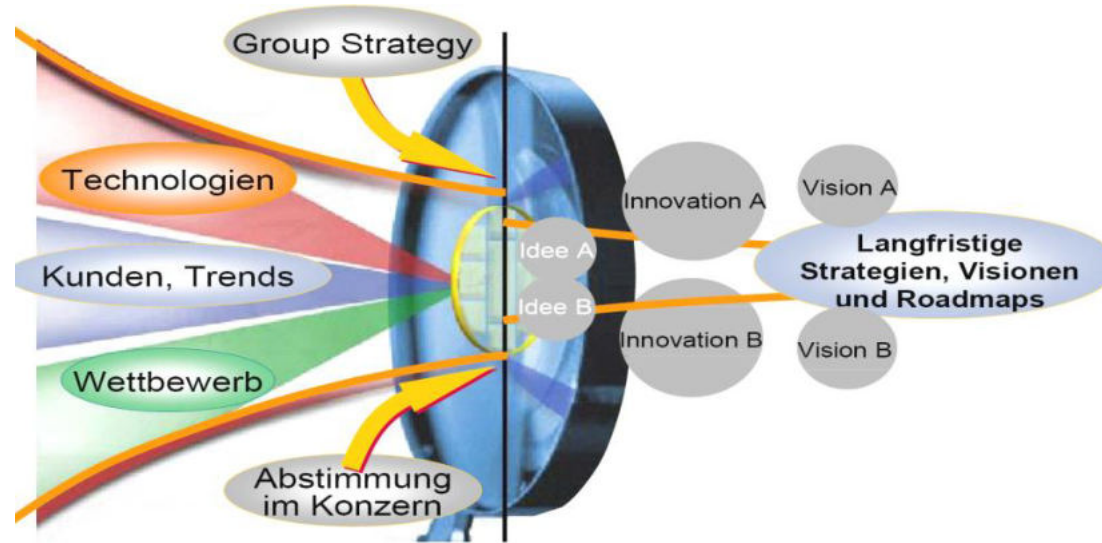 Group Strategy
Technologien
Kunden, Trends
Wettbewerb
Abstimmung
im Konzern
Idee A
Idee B
Innovation A
Innovation B
Vision A
Langfristige
Strategien, Visionen
und Roadmaps
Vision B